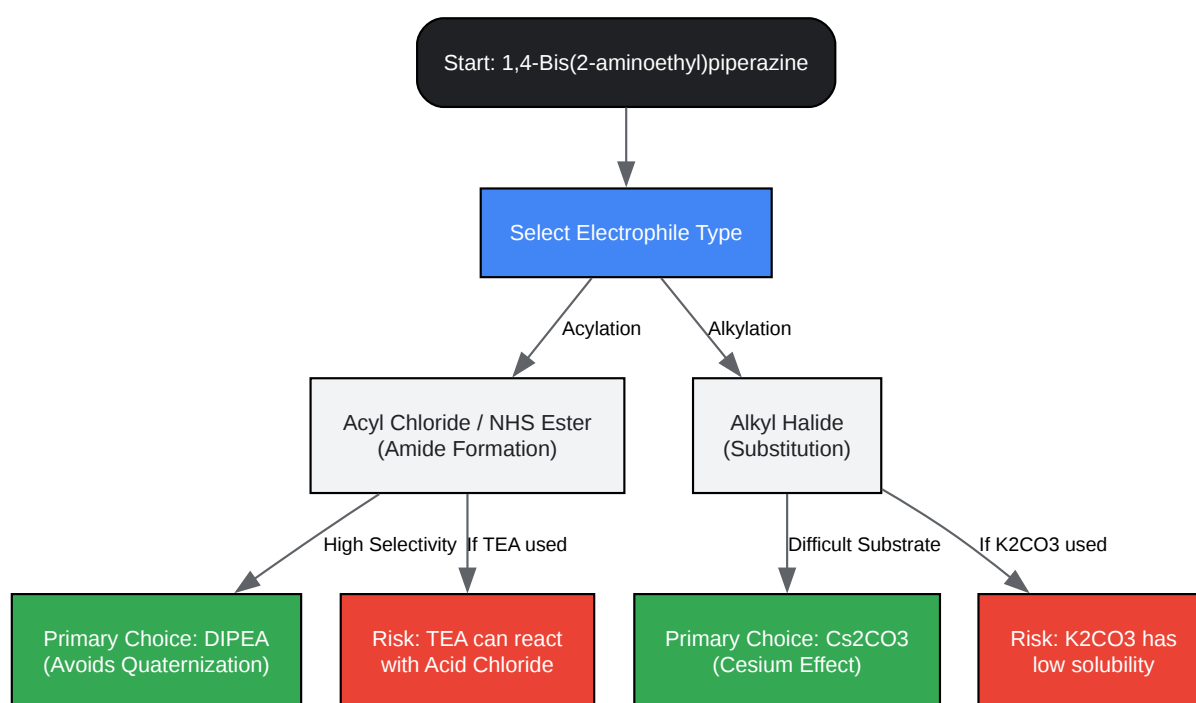 Start: 1,4-Bis(2-aminoethyl)piperazine
Select Electrophile Type
Acylation
Alkylation
Acyl Chloride / NHS Ester
(Amide Formation)
Alkyl Halide
(Substitution)
High Selectivity
If TEA used
Difficult Substrate
If K2CO3 used
Primary Choice: DIPEA
(Avoids Quaternization)
Risk: TEA can react
with Acid Chloride
Primary Choice: Cs2CO3
(Cesium Effect)
Risk: K2CO3 has
low solubility